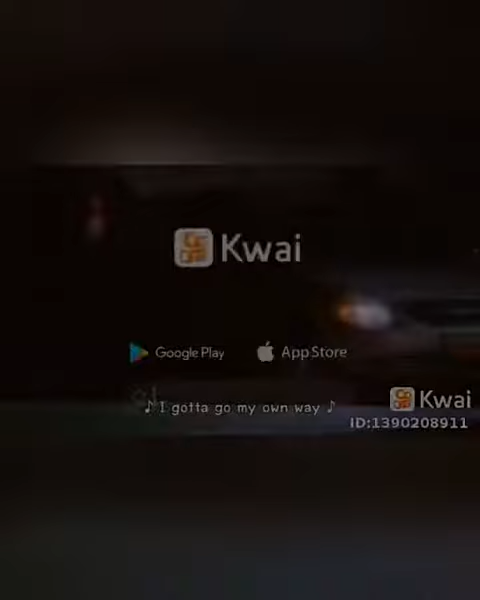 Kwai
Google Play
App Store
♪ I gotta go my own way ♪
Kwai
ID:1390208911